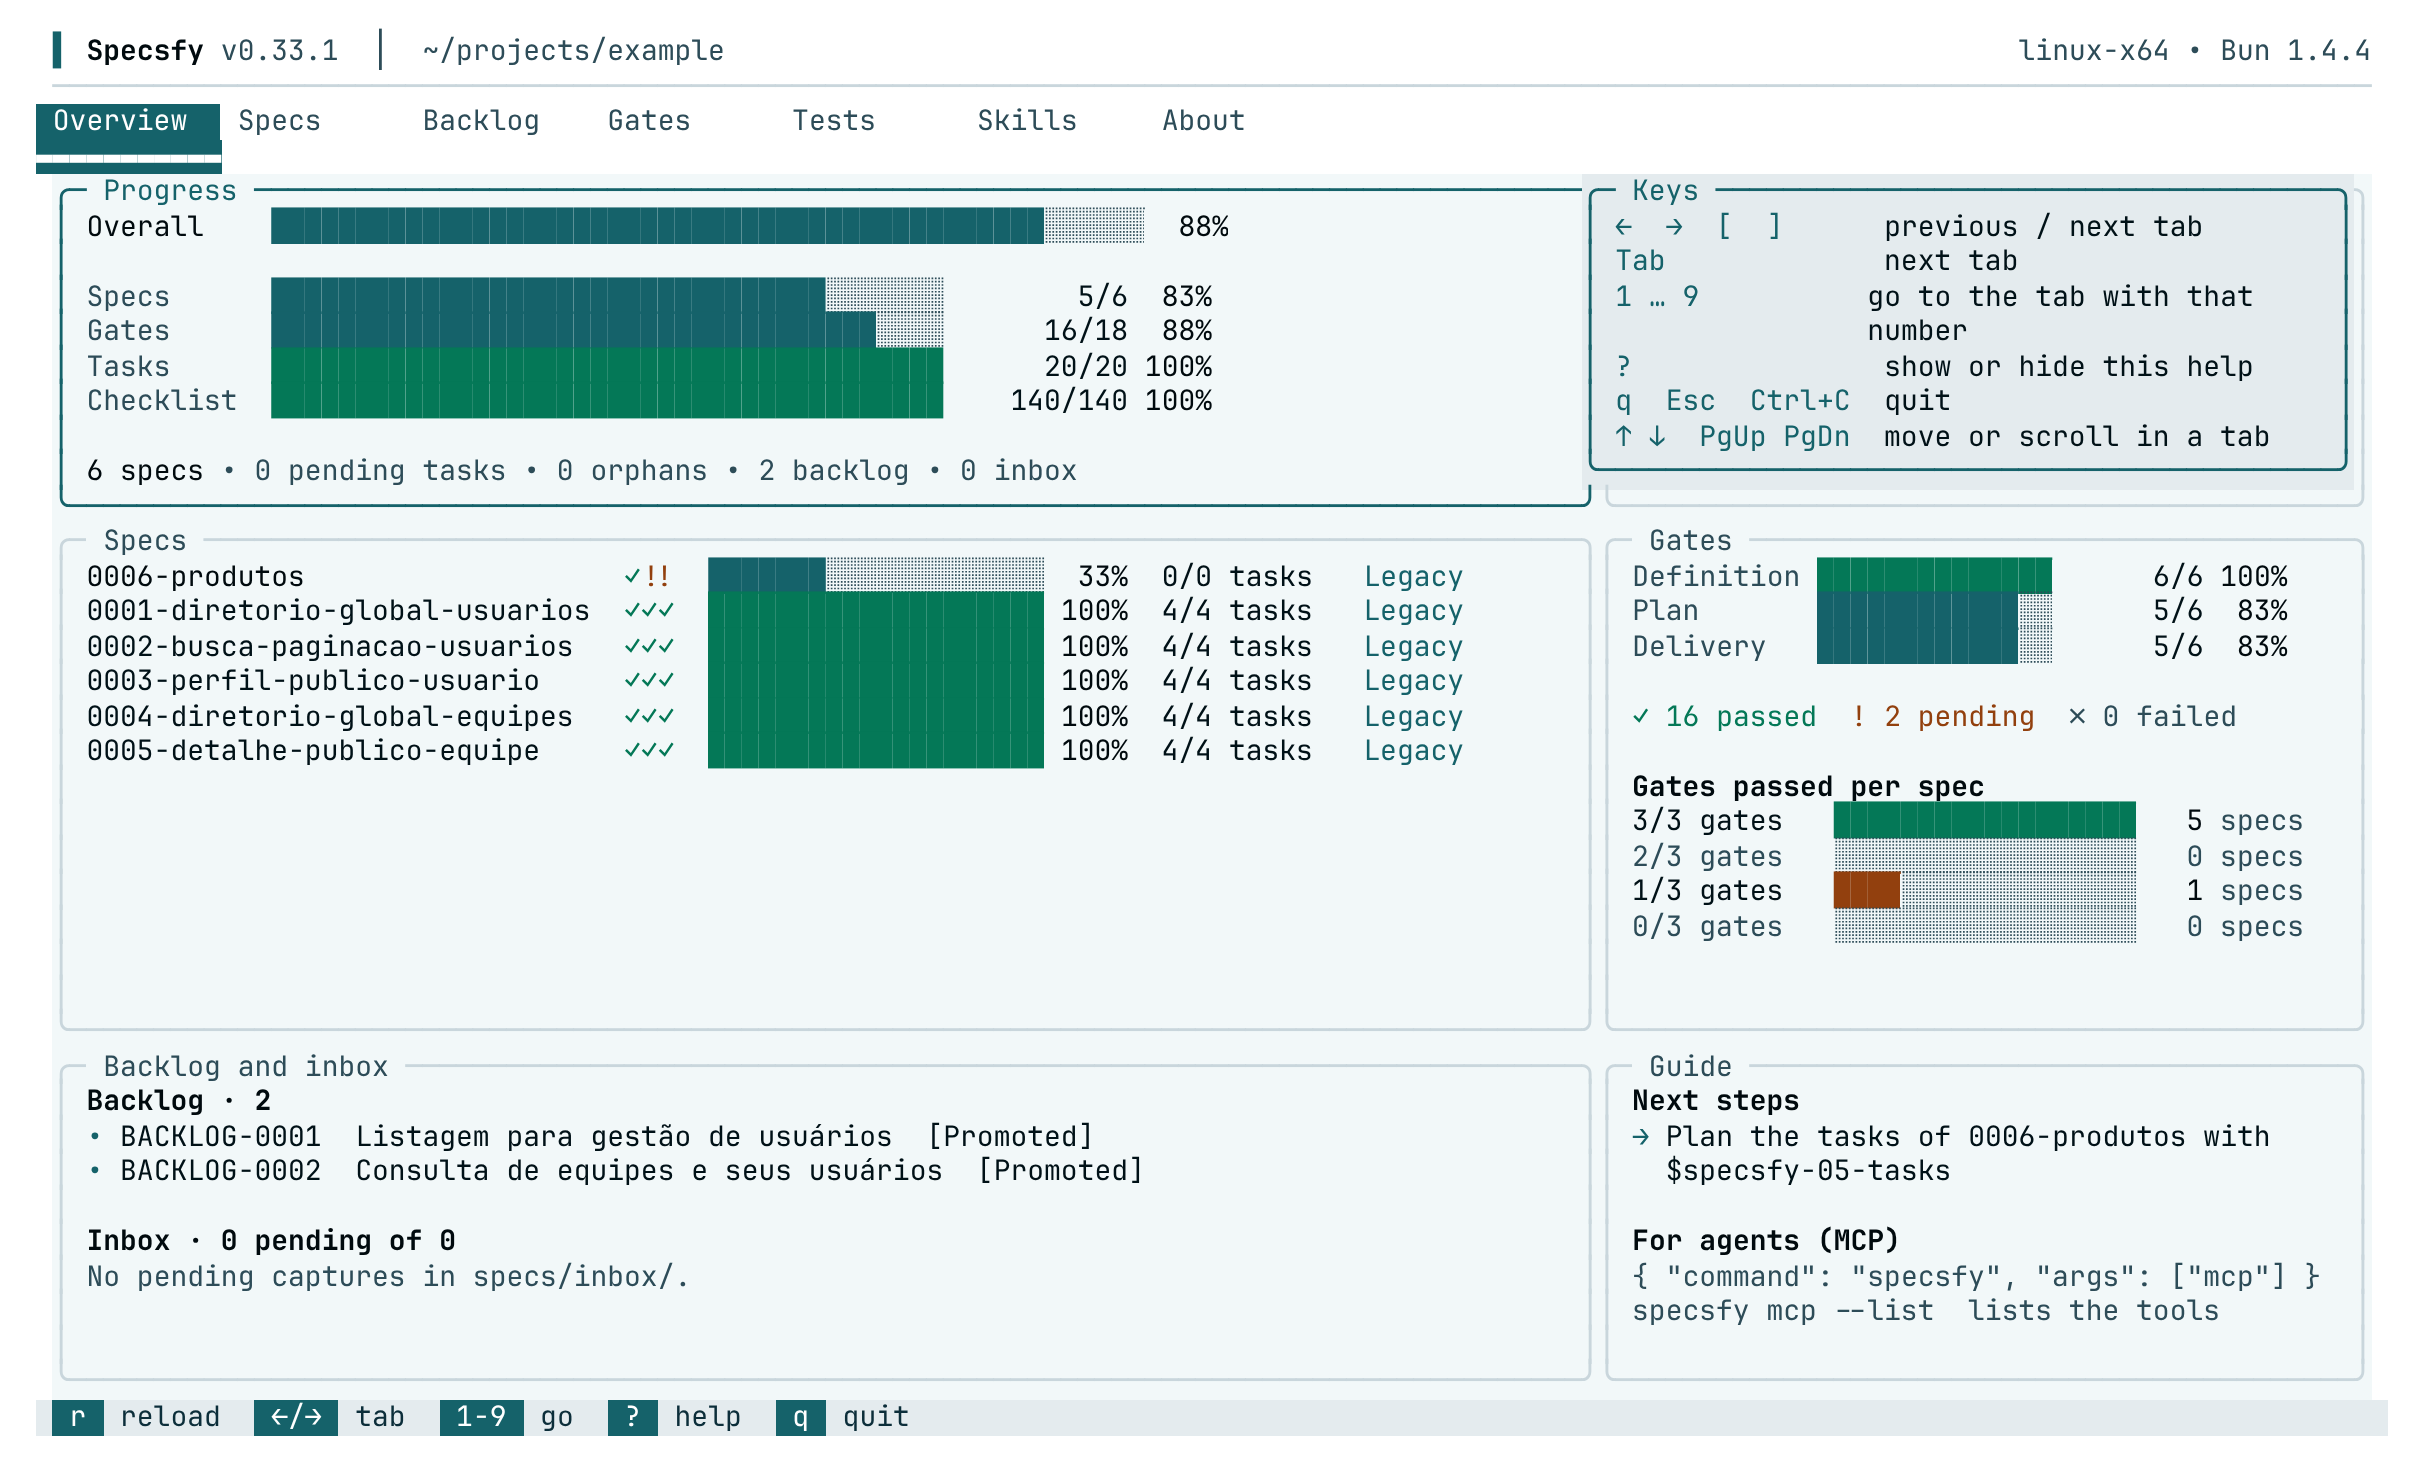 Specsfy v0.33.1 │ ~/projects/example linux-x64 • Bun 1.4.4
Overview Specs Backlog Gates Tests Skills About
Progress
Overall 88%
Specs 5/6 83%
Gates 16/18 88%
Tasks 20/20 100%
Checklist 140/140 100%
6 specs • 0 pending tasks • 0 orphans • 2 backlog • 0 inbox
Keys
← → [ ] previous / next tab
Tab next tab
1 … 9 go to the tab with that
number
? show or hide this help
q Esc Ctrl+C quit
↑ ↓ PgUp PgDn move or scroll in a tab
Specs
0006-produtos ✓!! 33% 0/0 tasks Legacy
0001-diretorio-global-usuarios ✓✓✓ 100% 4/4 tasks Legacy
0002-busca-paginacao-usuarios ✓✓✓ 100% 4/4 tasks Legacy
0003-perfil-publico-usuario ✓✓✓ 100% 4/4 tasks Legacy
0004-diretorio-global-equipes ✓✓✓ 100% 4/4 tasks Legacy
0005-detalhe-publico-equipe ✓✓✓ 100% 4/4 tasks Legacy
Gates
Definition 6/6 100%
Plan 5/6 83%
Delivery 5/6 83%
✓ 16 passed ! 2 pending ✕ 0 failed
Gates passed per spec
3/3 gates 5 specs
2/3 gates 0 specs
1/3 gates 1 specs
0/3 gates 0 specs
Backlog and inbox
Backlog · 2
• BACKLOG-0001 Listagem para gestão de usuários [Promoted]
• BACKLOG-0002 Consulta de equipes e seus usuários [Promoted]
Inbox · 0 pending of 0
No pending captures in specs/inbox/.
Guide
Next steps
→ Plan the tasks of 0006-produtos with
$specsfy-05-tasks
For agents (MCP)
{ "command": "specsfy", "args": ["mcp"] }
specsfy mcp --list lists the tools
r reload ←/→ tab 1-9 go ? help q quit